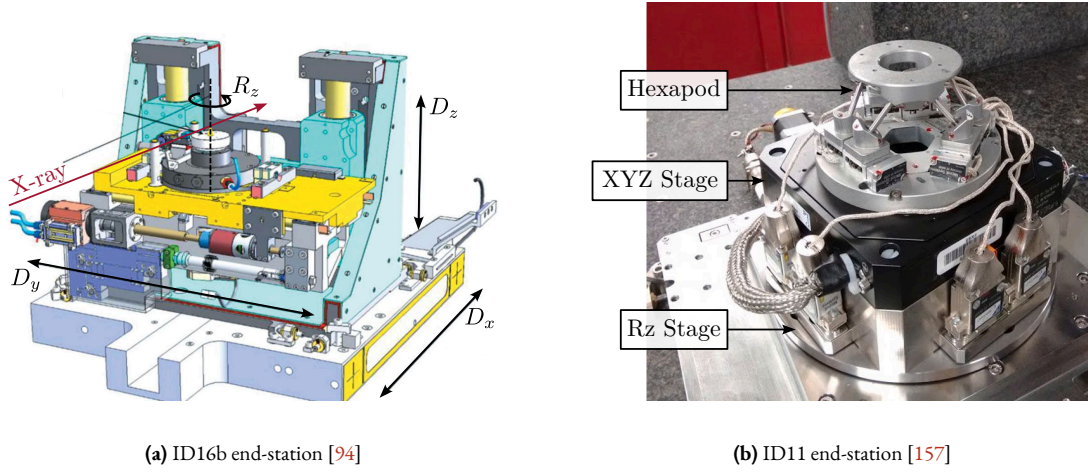 R_z
D_z
X-ray
D_y
D_x
Hexapod
XYZ Stage
Rz Stage
(a) ID16b end-station [94]
(b) ID11 end-station [157]